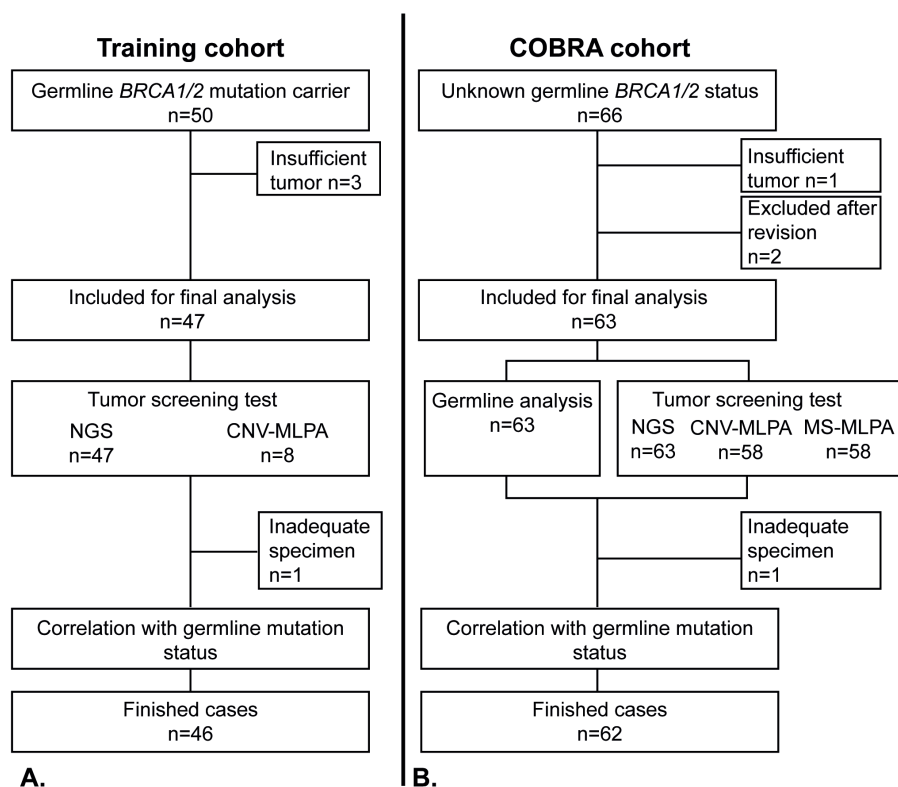 Training cohort
Germline BRCA1/2 mutation carrier
n=50
Insufficient
tumor n=3
Included for final analysis
n=47
Tumor screening test
NGS CNV-MLPA
n=47 n=8
Inadequate
specimen
n=1
Correlation with germline mutation
status
Finished cases
n=46
A.
COBRA cohort
Unknown germline BRCA1/2 status
n=66
Insufficient
tumor n=1
Excluded after
revision
n=2
Included for final analysis
n=63
Germline analysis
n=63
Tumor screening test
NGS CNV-MLPA MS-MLPA
n=63 n=58 n=58
Inadequate
specimen
n=1
Correlation with germline mutation
status
Finished cases
n=62
B.